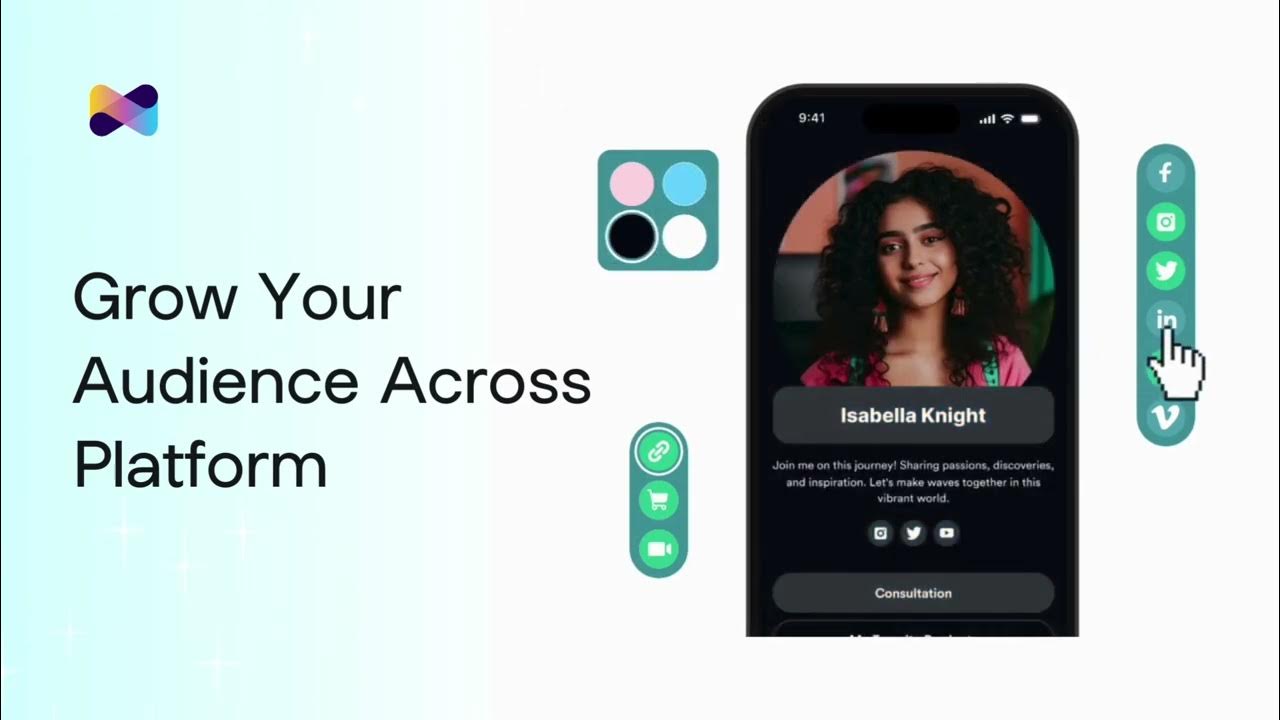 Grow Your
Audience Across
Platform
9:41
Isabella Knight
Join me on this journey! Sharing passions, discoveries,
and inspiration. Let's make waves together in this
vibrant world.
Consultation